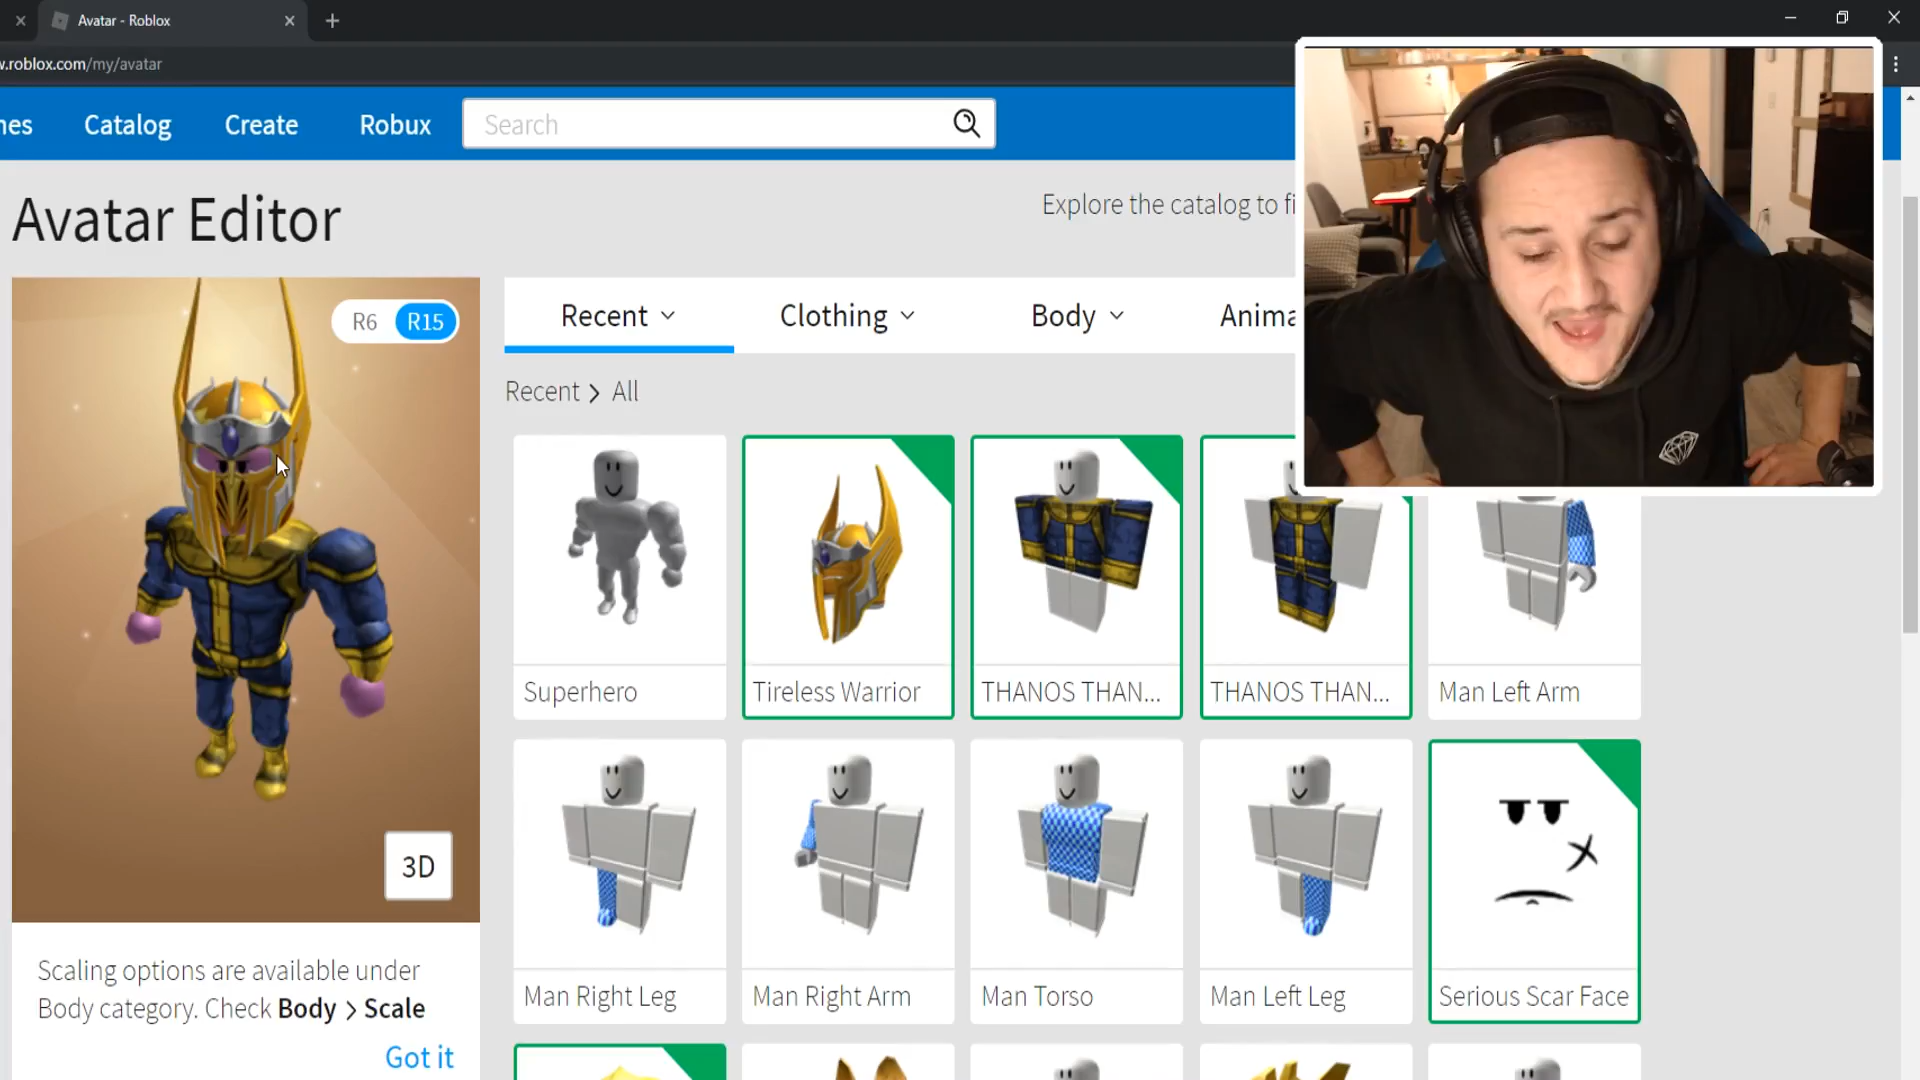 Avatar - Roblox
w.roblox.com/my/avatar
nes
Catalog
Create
Robux
Search
Avatar Editor
Explore the catalog to fi
R6
R15
Recent
Clothing
Body
Anima
Recent > All
Superhero
Tireless Warrior
THANOS THAN...
THANOS THAN...
Man Left Arm
3D
Man Right Leg
Man Right Arm
Man Torso
Man Left Leg
Serious Scar Face
Scaling options are available under
Body category. Check Body > Scale
Got it